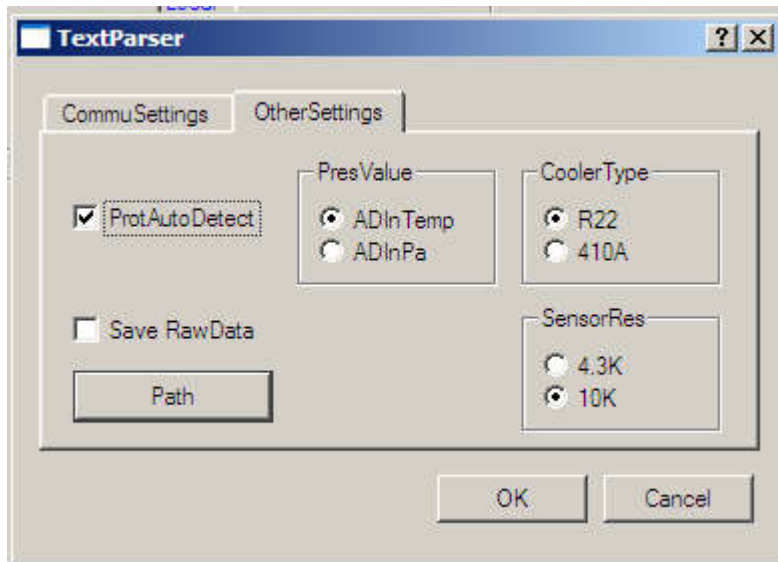 TextParser
CommuSettings
OtherSettings
ProtAutoDetect
PresValue
ADInTemp
ADInPa
CoolerType
R22
410A
Save RawData
Path
SensorRes
4.3K
10K
OK
Cancel